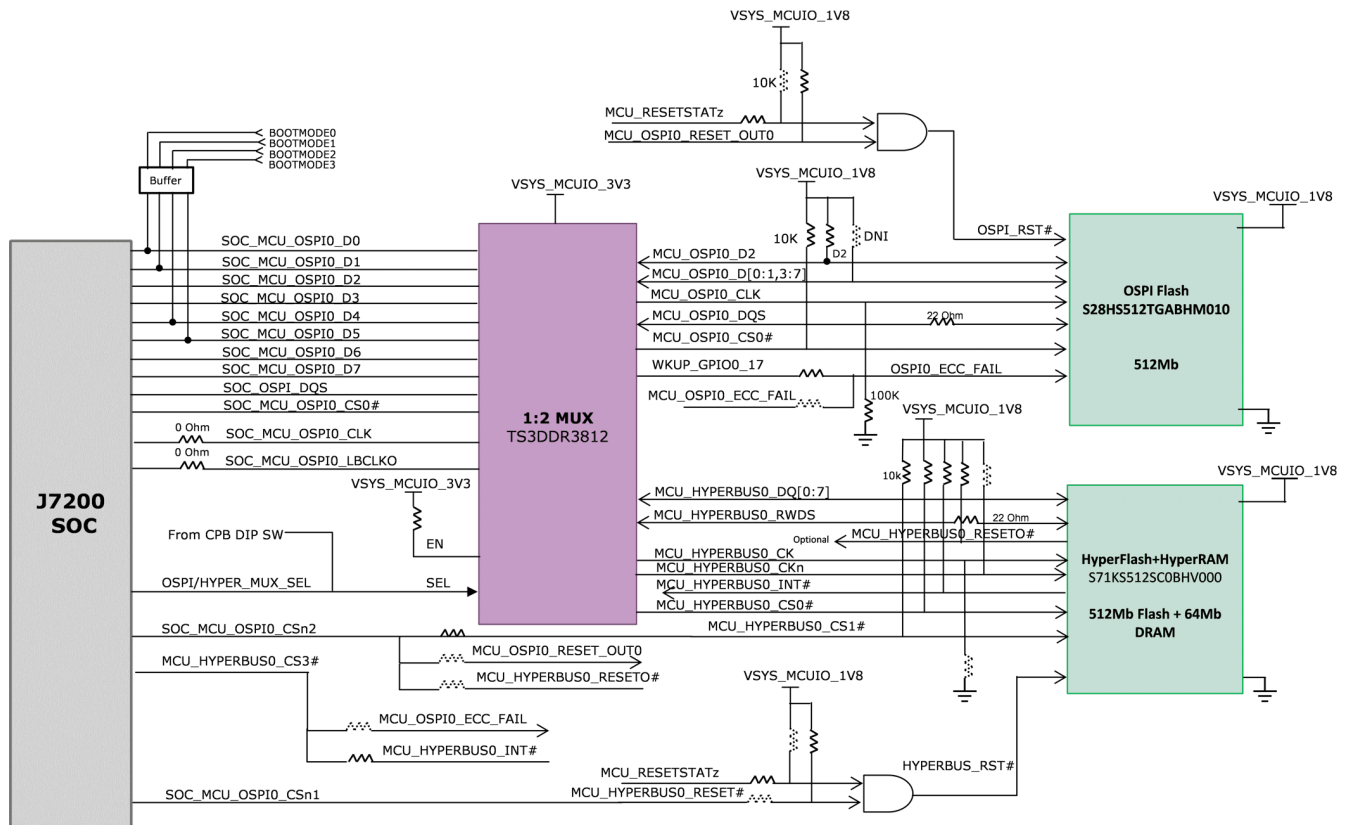 VSYS_MCUIO_1V8
10K
MCU_RESETSTATz
MCU_OSPI0_RESET_OUT0
BOOTMODE0
BOOTMODE1
BOOTMODE2
BOOTMODE3
Buffer
VSYS_MCUIO_3V3
VSYS_MCUIO_1V8
VSYS_MCUIO_1V8
OSPI_RST#
10K
D2
DNI
J7200
SOC
SOC_MCU_OSPI0_D0
SOC_MCU_OSPI0_D1
SOC_MCU_OSPI0_D2
SOC_MCU_OSPI0_D3
SOC_MCU_OSPI0_D4
SOC_MCU_OSPI0_D5
SOC_MCU_OSPI0_D6
SOC_MCU_OSPI0_D7
SOC_OSPI_DQS
SOC_MCU_OSPI0_CS0#
0 Ohm
SOC_MCU_OSPI0_CLK
0 Ohm
SOC_MCU_OSPI0_LBCLKO
VSYS_MCUIO_3V3
EN
From CPB DIP SW
OSPI/HYPER_MUX_SEL
SEL
1:2 MUX
TS3DDR3812
MCU_OSPI0_D2
MCU_OSPI0_D[0:1,3:7]
MCU_OSPI0_CLK
MCU_OSPI0_DQS
22 Ohm
MCU_OSPI0_CS0#
WKUP_GPIO0_17
OSPI0_ECC_FAIL
MCU_OSPI0_ECC_FAIL
100K
OSPI Flash
S28HS512TGABHM010
512Mb
VSYS_MCUIO_1V8
10k
VSYS_MCUIO_1V8
MCU_HYPERBUS0_DQ[0:7]
MCU_HYPERBUS0_RWDS
22 Ohm
Optional
MCU_HYPERBUS0_RESETO#
MCU_HYPERBUS0_CK
MCU_HYPERBUS0_CKn
MCU_HYPERBUS0_INT#
MCU_HYPERBUS0_CS0#
MCU_HYPERBUS0_CS1#
HyperFlash+HyperRAM
S71KS512SC0BHV000
512Mb Flash + 64Mb
DRAM
SOC_MCU_OSPI0_CSn2
MCU_OSPI0_RESET_OUT0
MCU_HYPERBUS0_RESETO#
MCU_HYPERBUS0_CS3#
MCU_OSPI0_ECC_FAIL
MCU_HYPERBUS0_INT#
VSYS_MCUIO_1V8
MCU_RESETSTATz
SOC_MCU_OSPI0_CSn1
MCU_HYPERBUS0_RESET#
HYPERBUS_RST#